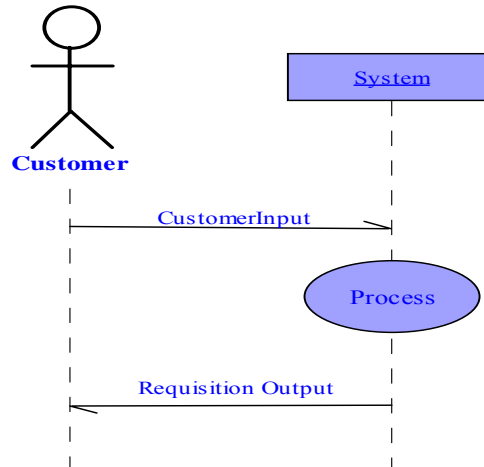 System
Customer
CustomerInput
Process
Requisition Output